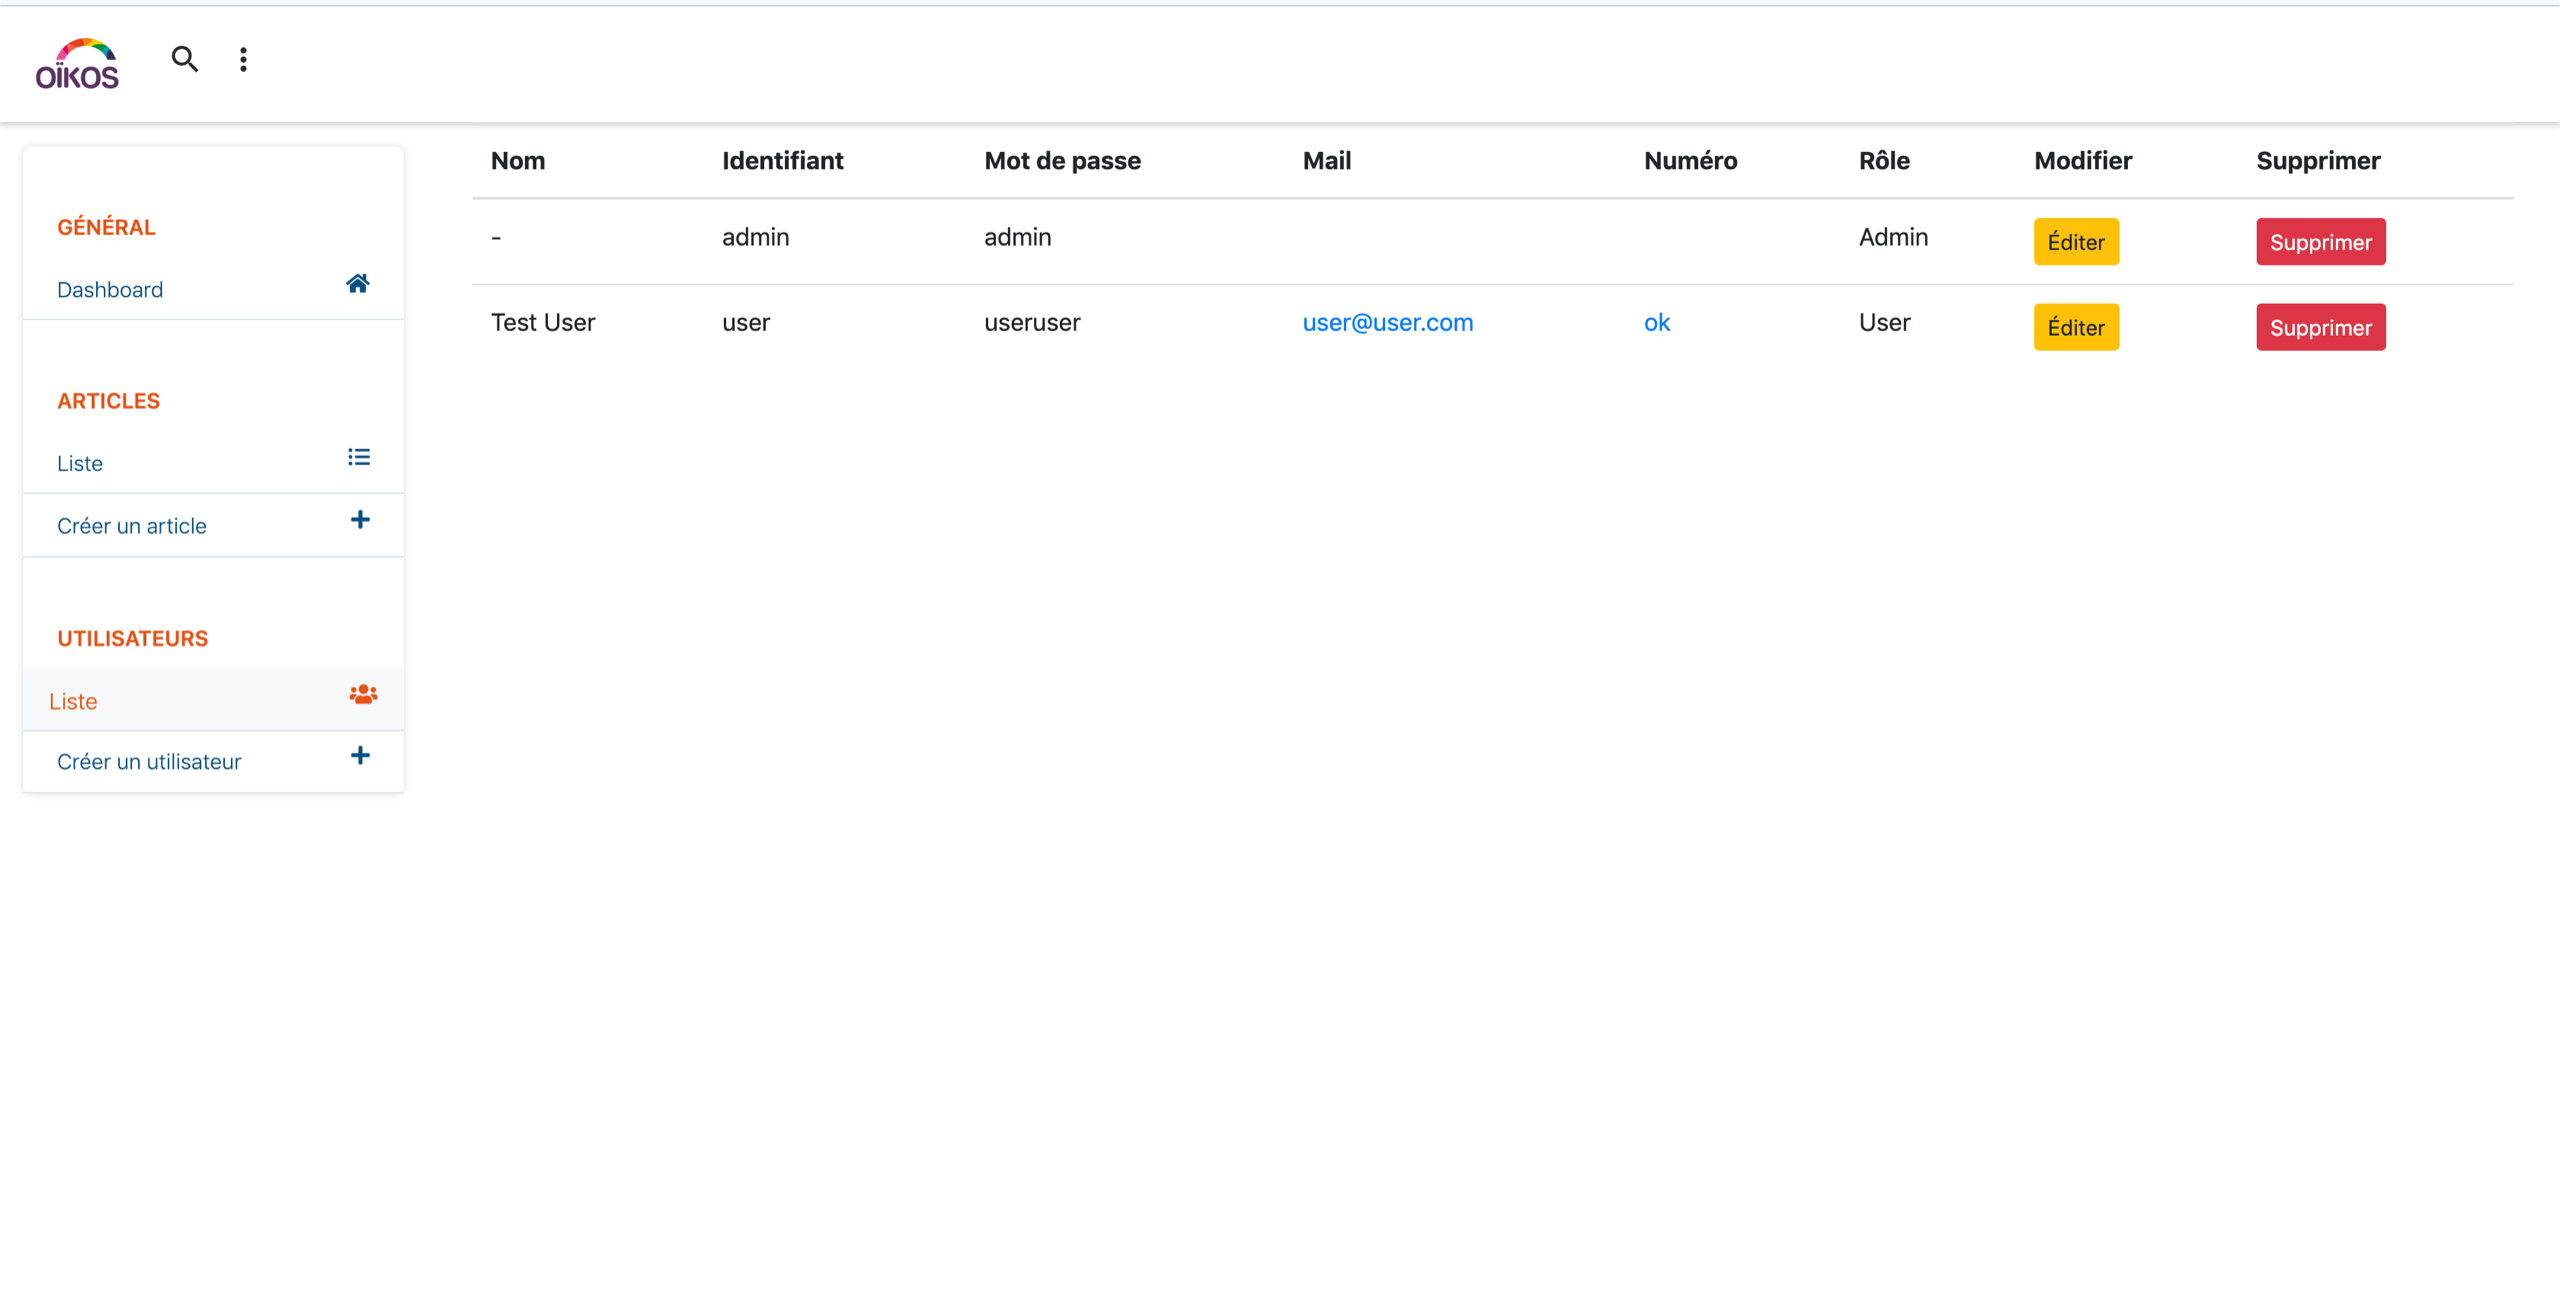 OÏKOS
GÉNÉRAL
Dashboard
ARTICLES
Liste
Créer un article
UTILISATEURS
Liste
Créer un utilisateur
Nom Identifiant Mot de passe Mail Numéro Rôle Modifier Supprimer
- admin admin Admin Éditer Supprimer
Test User user useruser user@user.com ok User Éditer Supprimer